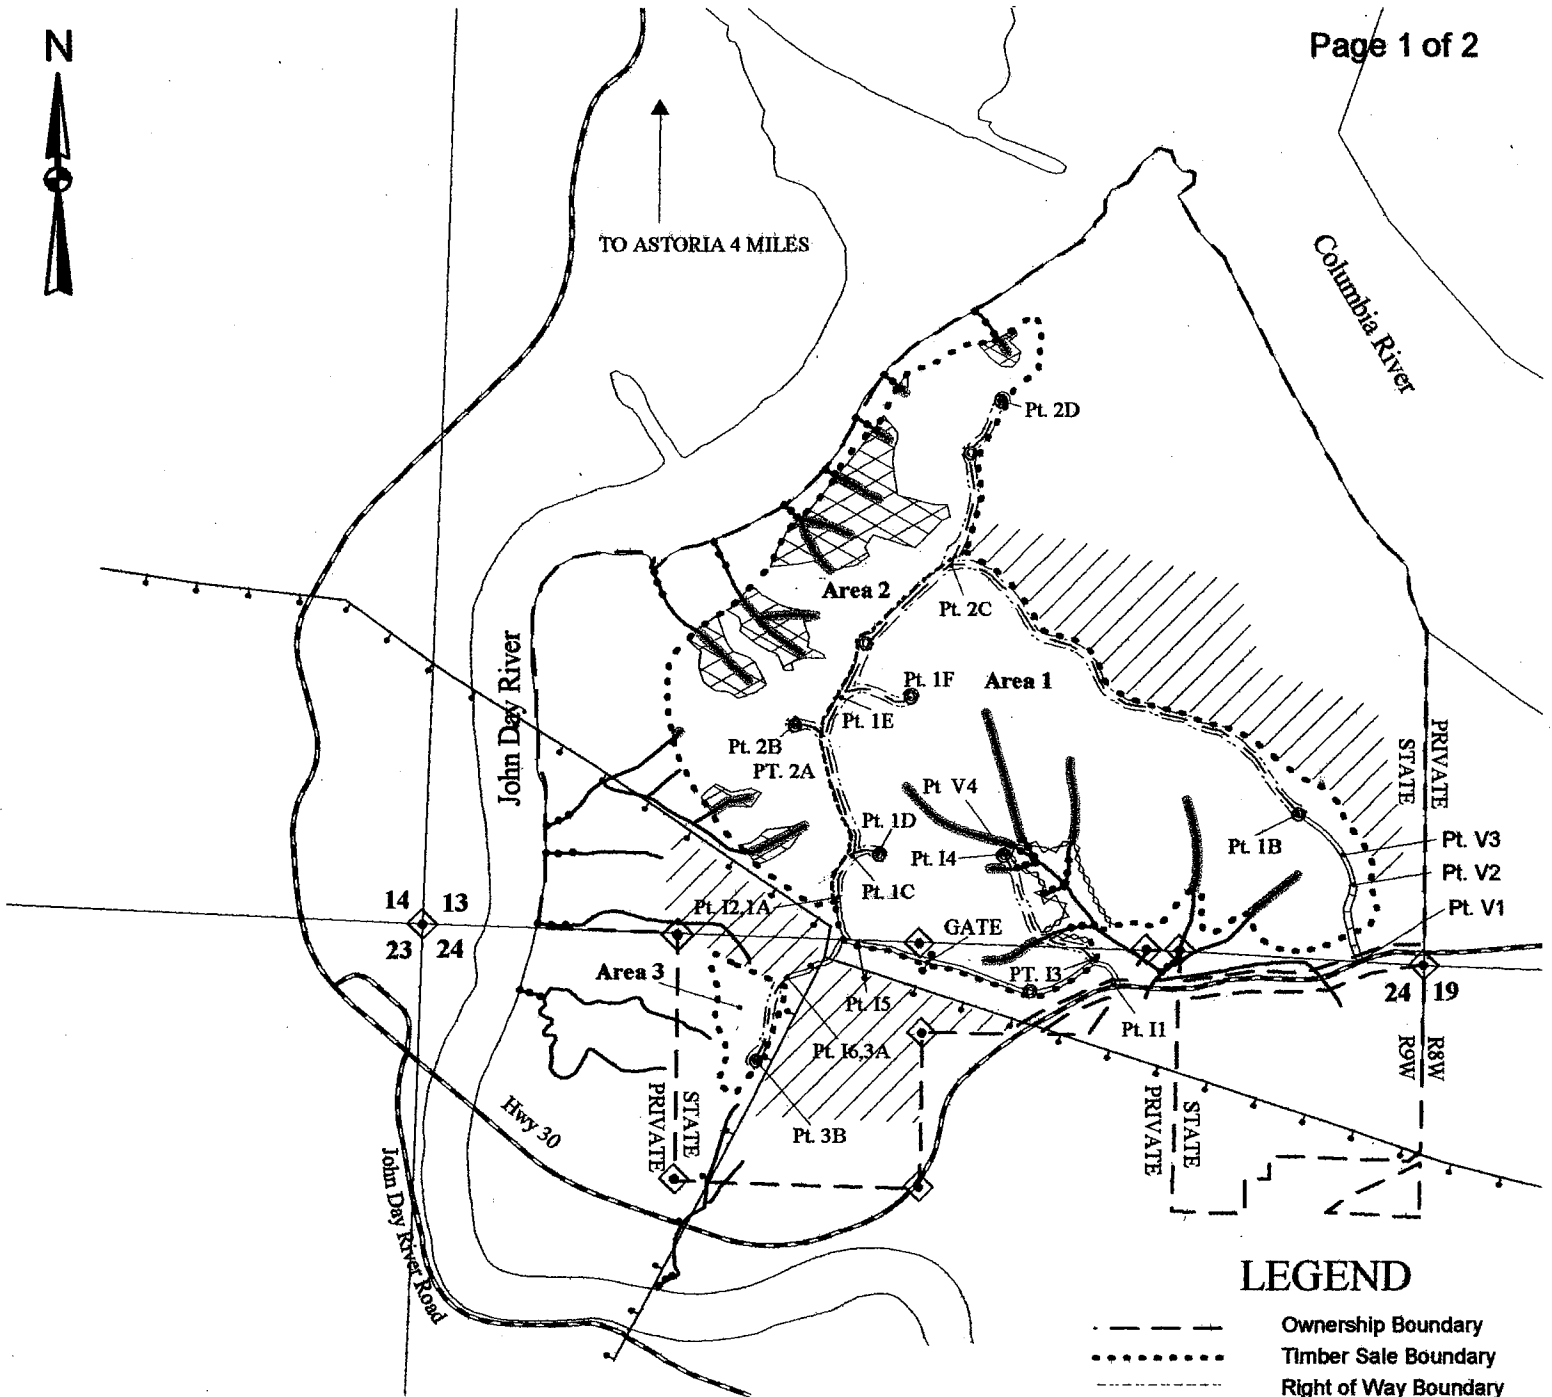 Page 1 of 2
N
TO ASTORIA 4 MILES
Columbia River
Pt. 2D
Area 2
Pt. 2C
John Day River
Pt. 1F
Area 1
Pt. 1E
Pt. 2B
PT. 2A
PRIVATE
STATE
Pt V4
Pt. 1D
Pt. I4
Pt. 1B
Pt. V3
Pt. V2
Pt. 1C
14 13
Pt. I2,1A
Pt. V1
GATE
23 24
Area 3
PT. I3
Pt. I5
24 19
Pt. I1
Pt. I6,3A
R9W
R8W
STATE
PRIVATE
PRIVATE
STATE
Hwy 30
Pt. 3B
John Day River Road
LEGEND
Ownership Boundary
Timber Sale Boundary
Right of Way Boundary